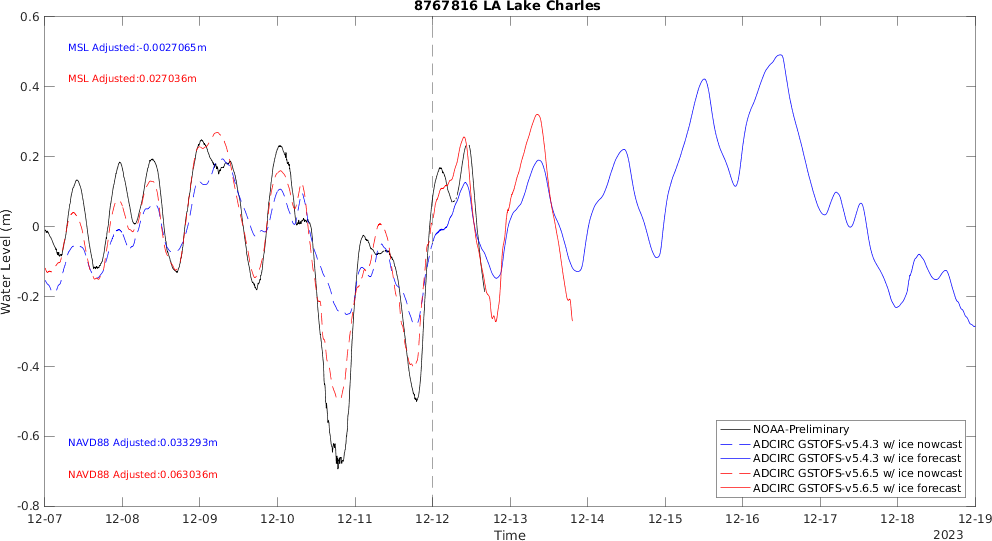 8767816 LA Lake Charles
0.6
MSL Adjusted:-0.0027065m
MSL Adjusted:0.027036m
0.4
0.2
0
-0.2
-0.4
-0.6
-0.8
Water Level (m)
NAVD88 Adjusted:0.033293m
NAVD88 Adjusted:0.063036m
NOAA-Preliminary
ADCIRC GSTOFS-v5.4.3 w/ ice nowcast
ADCIRC GSTOFS-v5.4.3 w/ ice forecast
ADCIRC GSTOFS-v5.6.5 w/ ice nowcast
ADCIRC GSTOFS-v5.6.5 w/ ice forecast
12-07 12-08 12-09 12-10 12-11 12-12 12-13 12-14 12-15 12-16 12-17 12-18 12-19
Time
2023